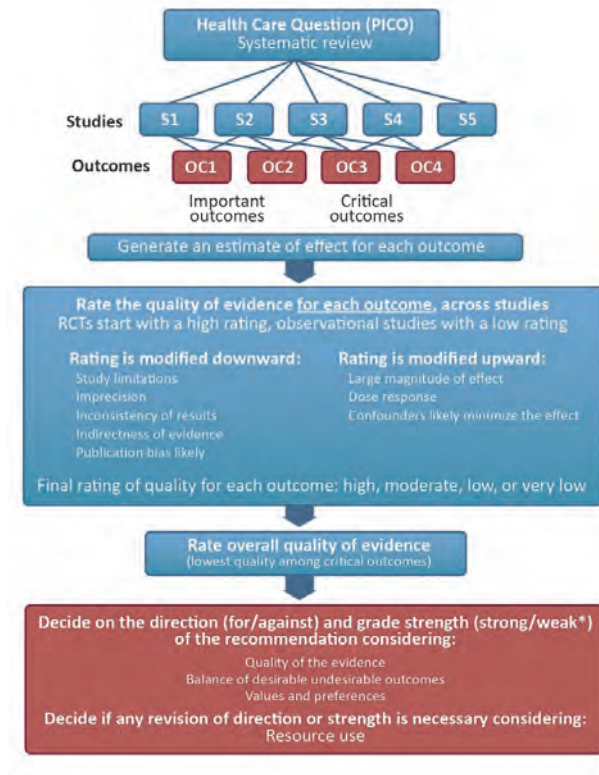 Health Care Question (PICO)
Systematic review
Studies
S1 S2 S3 S4 S5
Outcomes
OC1 OC2 OC3 OC4
Important
outcomes
Critical
outcomes
Generate an estimate of effect for each outcome
Rate the quality of evidence for each outcome, across studies
RCTs start with a high rating, observational studies with a low rating
Rating is modified downward:
Study limitations
Imprecision
Inconsistency of results
Indirectness of evidence
Publication bias likely
Rating is modified upward:
Large magnitude of effect
Dose response
Confounders likely minimize the effect
Final rating of quality for each outcome: high, moderate, low, or very low
Rate overall quality of evidence
(lowest quality among critical outcomes)
Decide on the direction (for/against) and grade strength (strong/weak*)
of the recommendation considering:
Quality of the evidence
Balance of desirable undesirable outcomes
Values and preferences
Decide if any revision of direction or strength is necessary considering:
Resource use